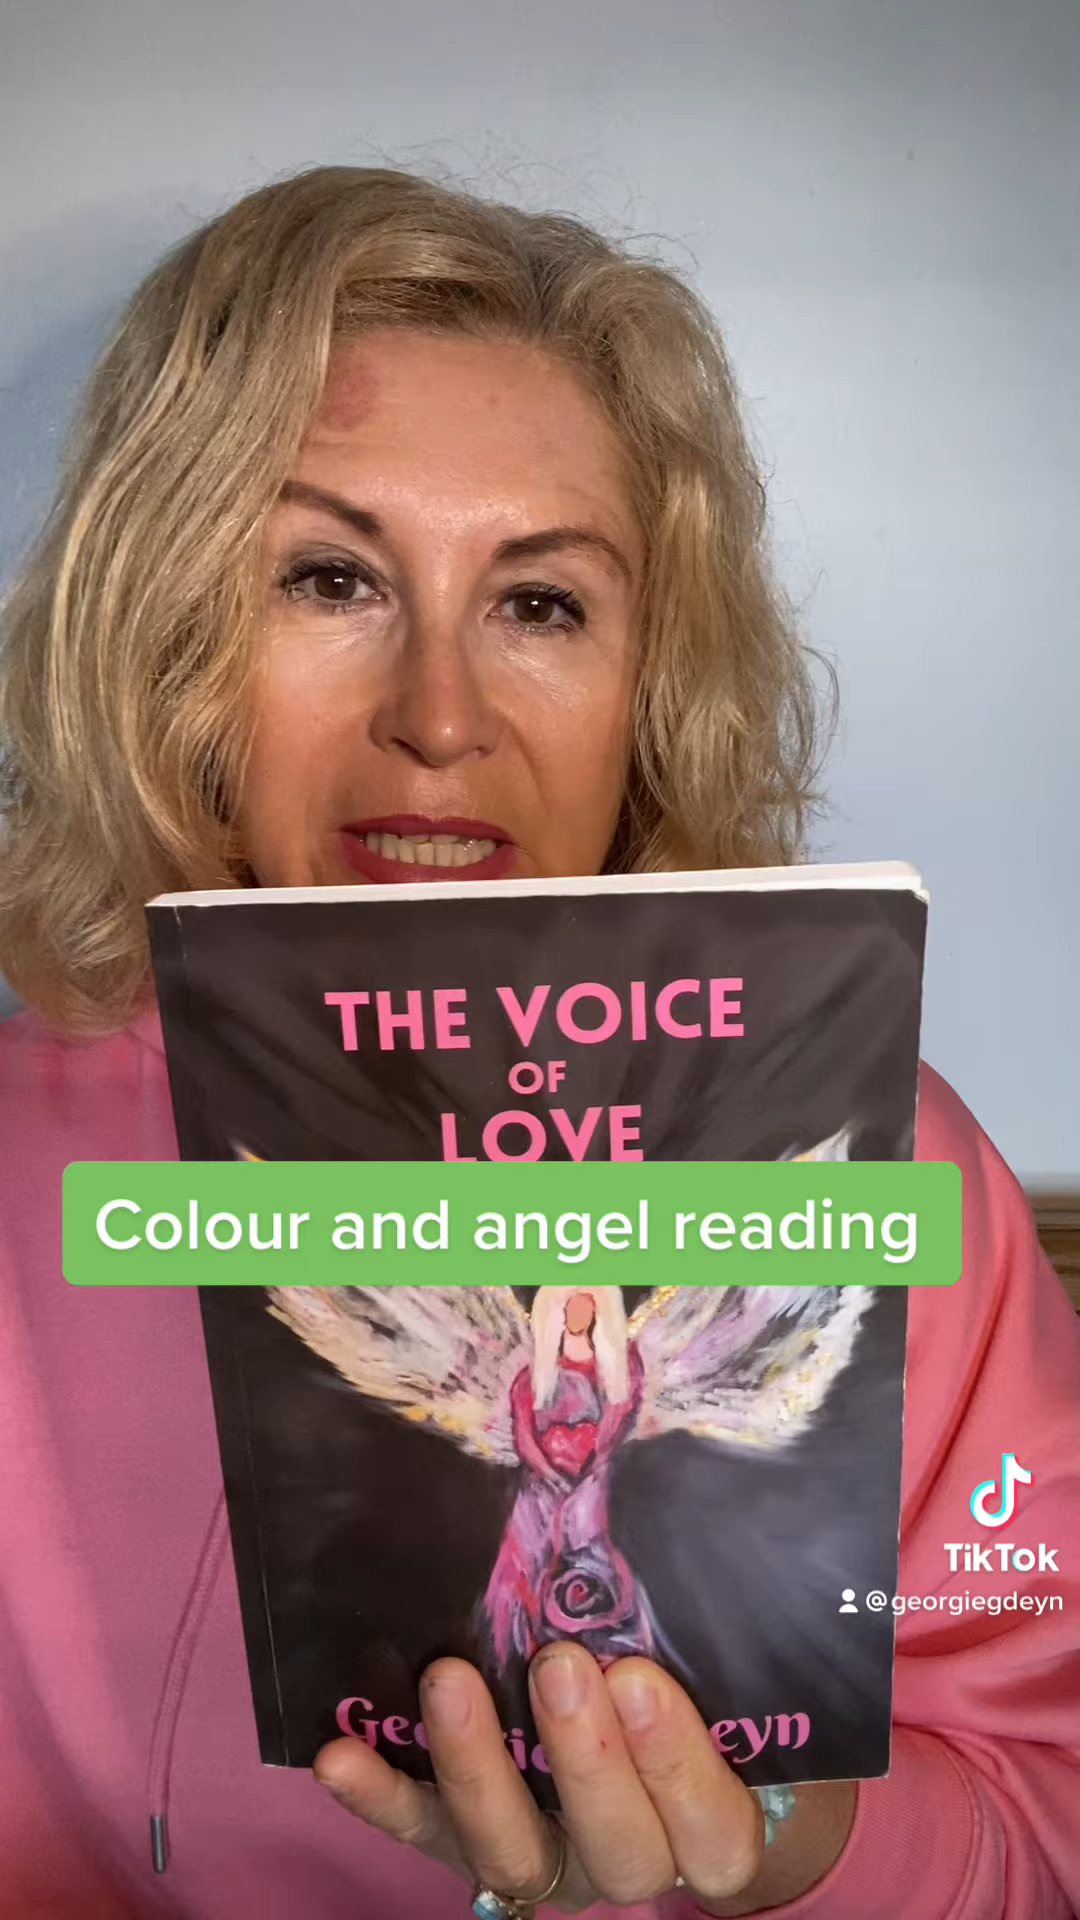 THE VOICE
OF
LOVE
Colour and angel reading
TikTok
@georgiegdeyn